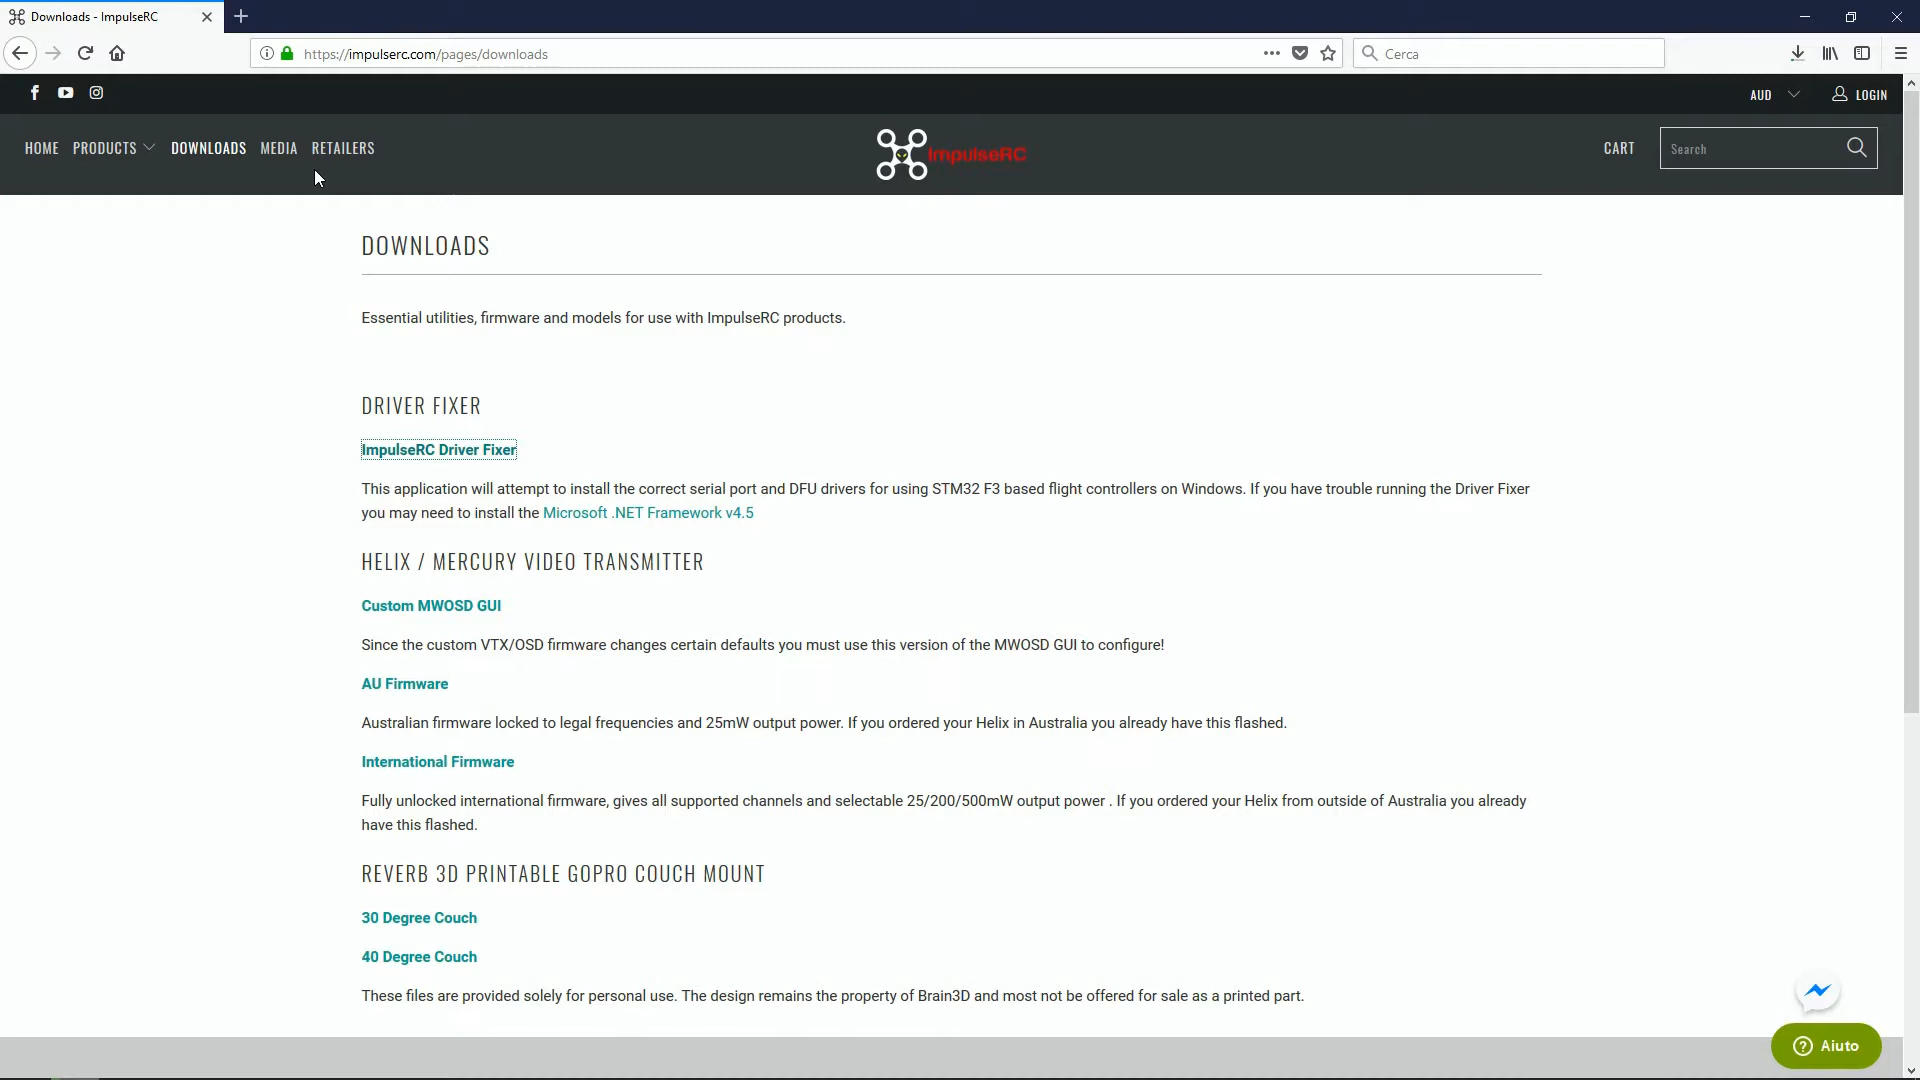 Downloads - ImpulseRC
https://impulserc.com/pages/downloads
Cerca
AUD
LOGIN
HOME PRODUCTS DOWNLOADS MEDIA RETAILERS
ImpulseRC
CART
Search
DOWNLOADS
Essential utilities, firmware and models for use with ImpulseRC products.
DRIVER FIXER
ImpulseRC Driver Fixer
This application will attempt to install the correct serial port and DFU drivers for using STM32 F3 based flight controllers on Windows. If you have trouble running the Driver Fixer
you may need to install the Microsoft .NET Framework v4.5
HELIX / MERCURY VIDEO TRANSMITTER
Custom MWOSD GUI
Since the custom VTX/OSD firmware changes certain defaults you must use this version of the MWOSD GUI to configure!
AU Firmware
Australian firmware locked to legal frequencies and 25mW output power. If you ordered your Helix in Australia you already have this flashed.
International Firmware
Fully unlocked international firmware, gives all supported channels and selectable 25/200/500mW output power . If you ordered your Helix from outside of Australia you already
have this flashed.
REVERB 3D PRINTABLE GOPRO COUCH MOUNT
30 Degree Couch
40 Degree Couch
These files are provided solely for personal use. The design remains the property of Brain3D and most not be offered for sale as a printed part.
Aiuto